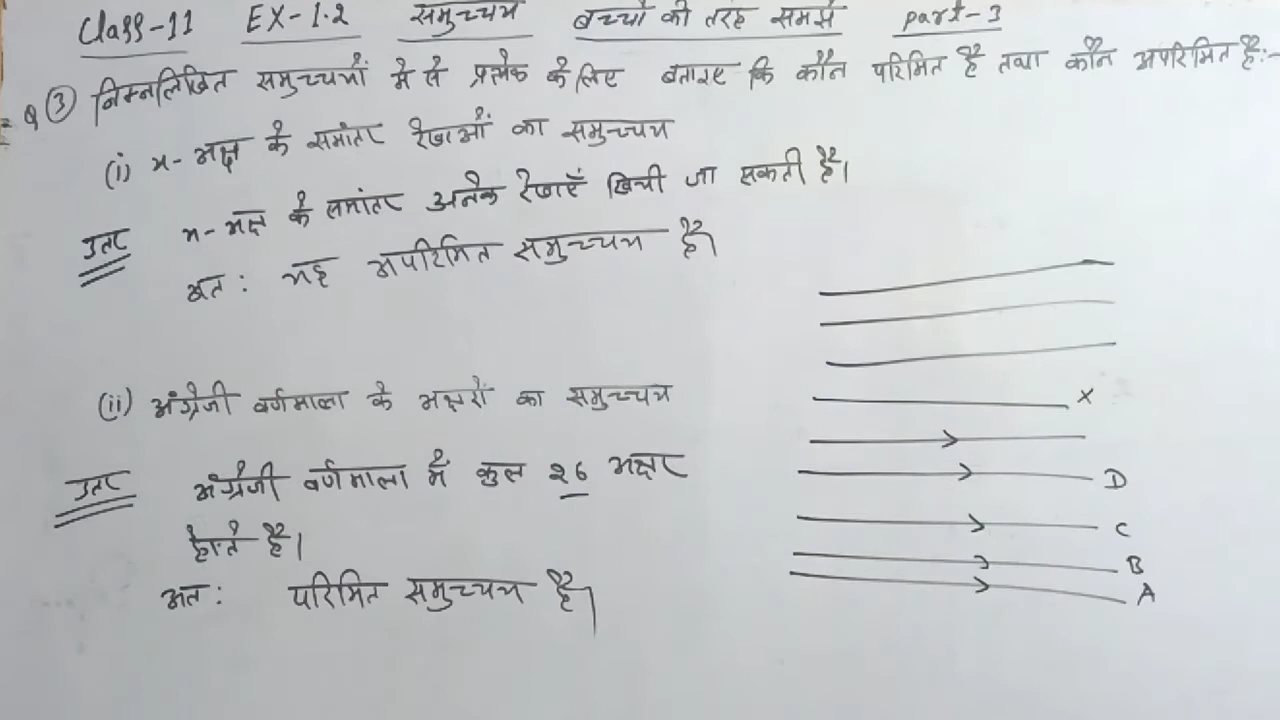 Class-11 EX-1.2 समुच्चय बच्चों की तरह समझे part-3
Q ③ निम्नलिखित समुच्चयों में से प्रत्येक के लिए बताइए कि कौन परिमित है तथा कौन अपरिमित है:-
(i) x-अक्ष के समांतर रेखाओं का समुच्चय
x-अक्ष के समांतर अनेक रेखाएँ खिची जा सकती है।
उत्तर
अत: यह अपरिमित समुच्चय है।
(ii) अंग्रेजी वर्णमाला के अक्षरों का समुच्चय
उत्तर अंग्रेजी वर्णमाला में कुल २६ अक्षर
होते है।
अत: परिमित समुच्चय है।
X
D
C
B
A